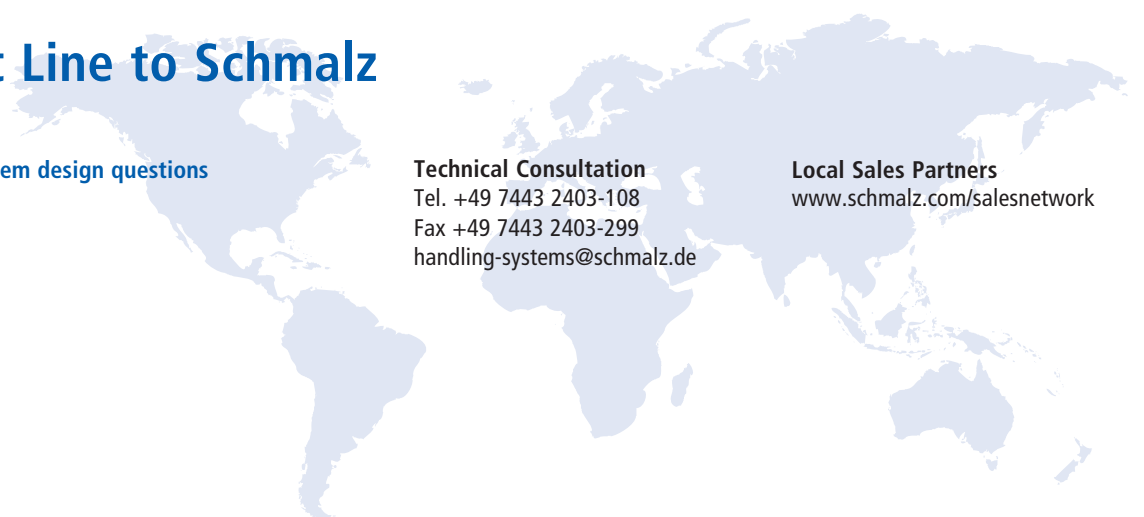 Line to Schmalz
design questions
Technical Consultation
Tel. +49 7443 2403-108
Fax +49 7443 2403-299
handling-systems@schmalz.de
Local Sales Partners
www.schmalz.com/salesnetwork